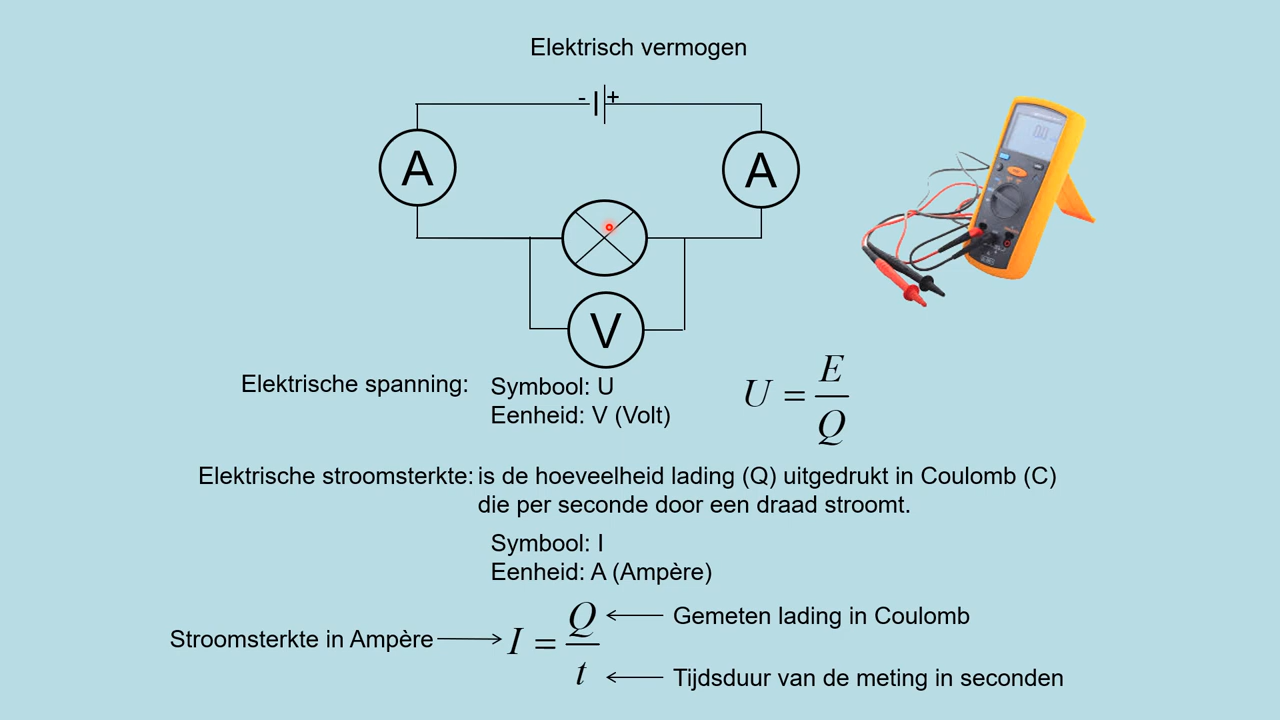 Elektrisch vermogen
- +
A
A
V
Elektrische spanning:
Symbool: U
Eenheid: V (Volt)
U = E/Q
Elektrische stroomsterkte: is de hoeveelheid lading (Q) uitgedrukt in Coulomb (C)
die per seconde door een draad stroomt.
Symbool: I
Eenheid: A (Ampère)
Stroomsterkte in Ampère
I = Q/t
Gemeten lading in Coulomb
Tijdsduur van de meting in seconden